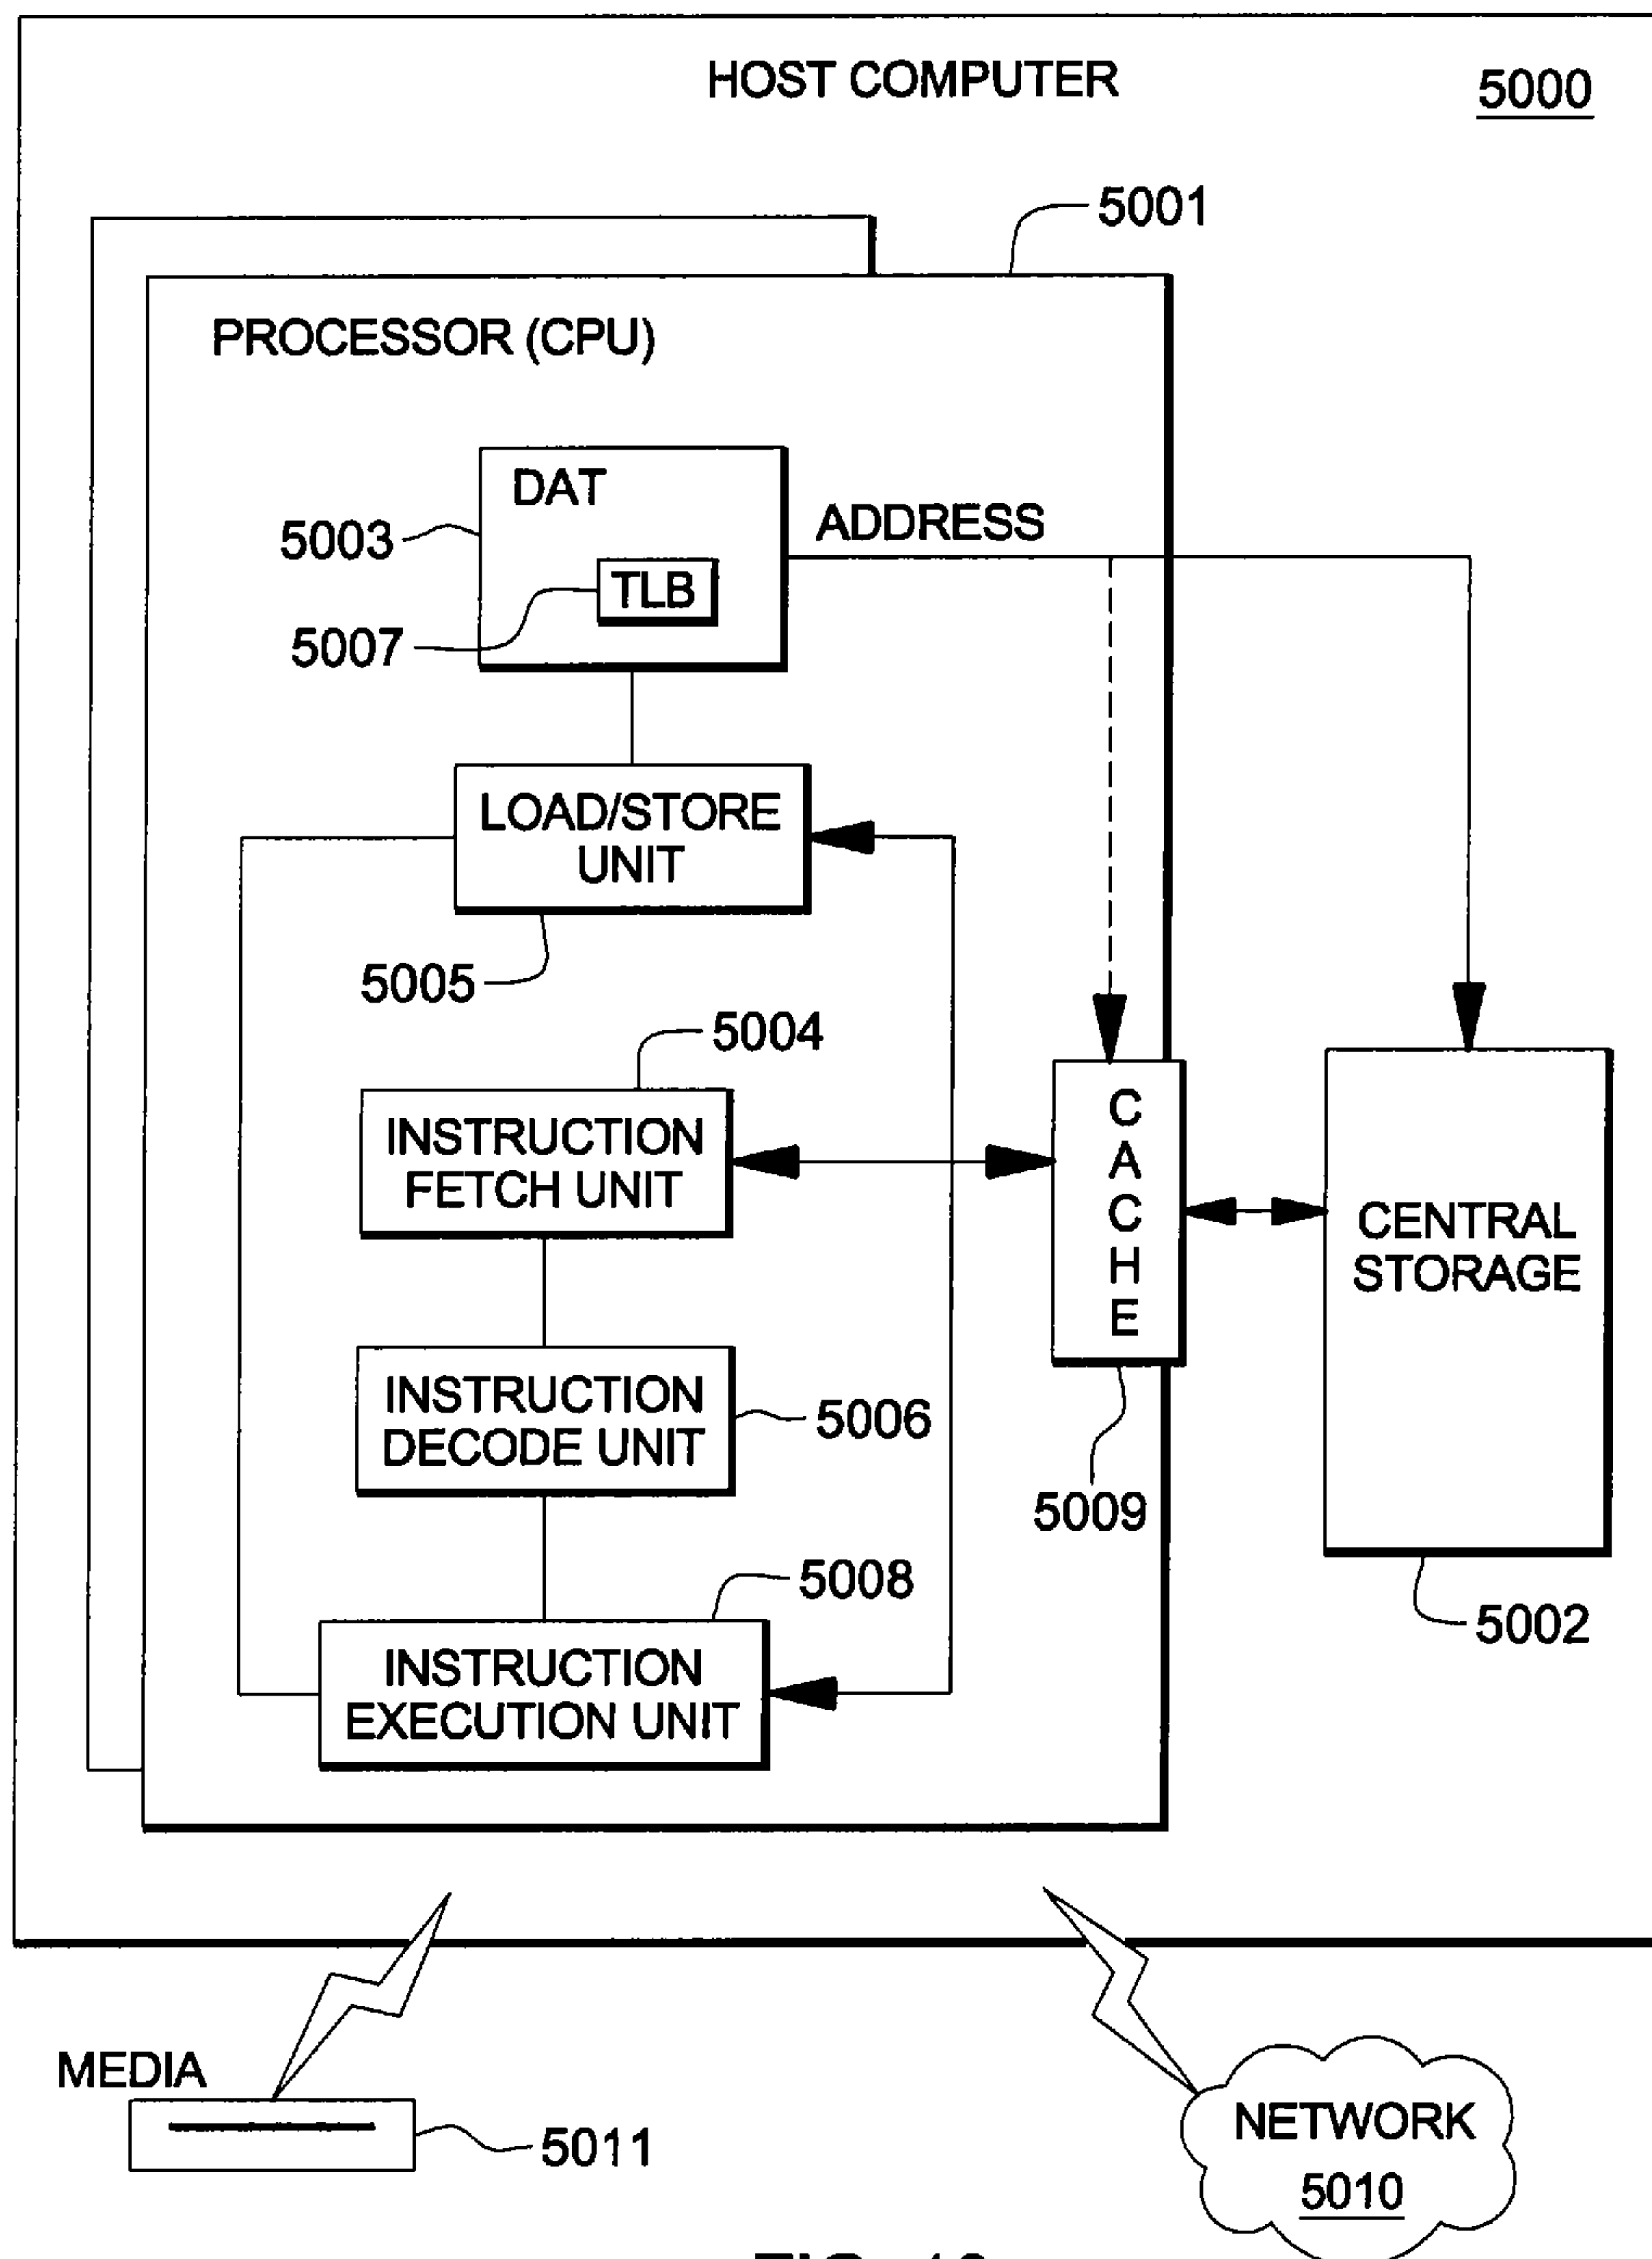 HOST COMPUTER
5000
5001
PROCESSOR (CPU)
DAT
5003
ADDRESS
TLB
5007
LOAD/STORE
UNIT
5005
5004
INSTRUCTION
FETCH UNIT
C
A
C
H
E
CENTRAL
STORAGE
INSTRUCTION
DECODE UNIT
5006
5009
5008
INSTRUCTION
EXECUTION UNIT
5002
MEDIA
5011
NETWORK
5010